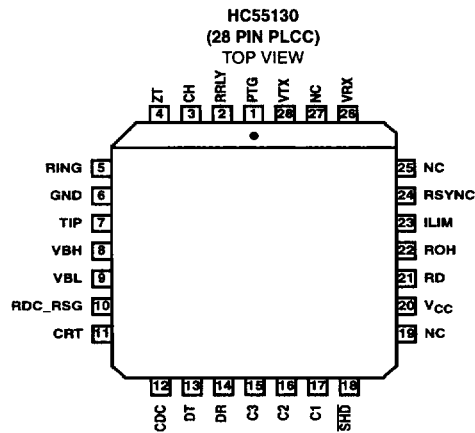 HC55130
(28 PIN PLCC)
TOP VIEW
ZT
CH
RRLY
PTG
VTX
NC
VRX
4
3
2
1
28
27
26
RING 5
GND 6
TIP 7
VBH 8
VBL 9
RDC_RSG 10
CRT 11
25 NC
24 RSYNC
23 ILIM
22 ROH
21 RD
20 VCC
19 NC
12
13
14
15
16
17
18
CDC
DT
DR
C3
C2
C1
SHD